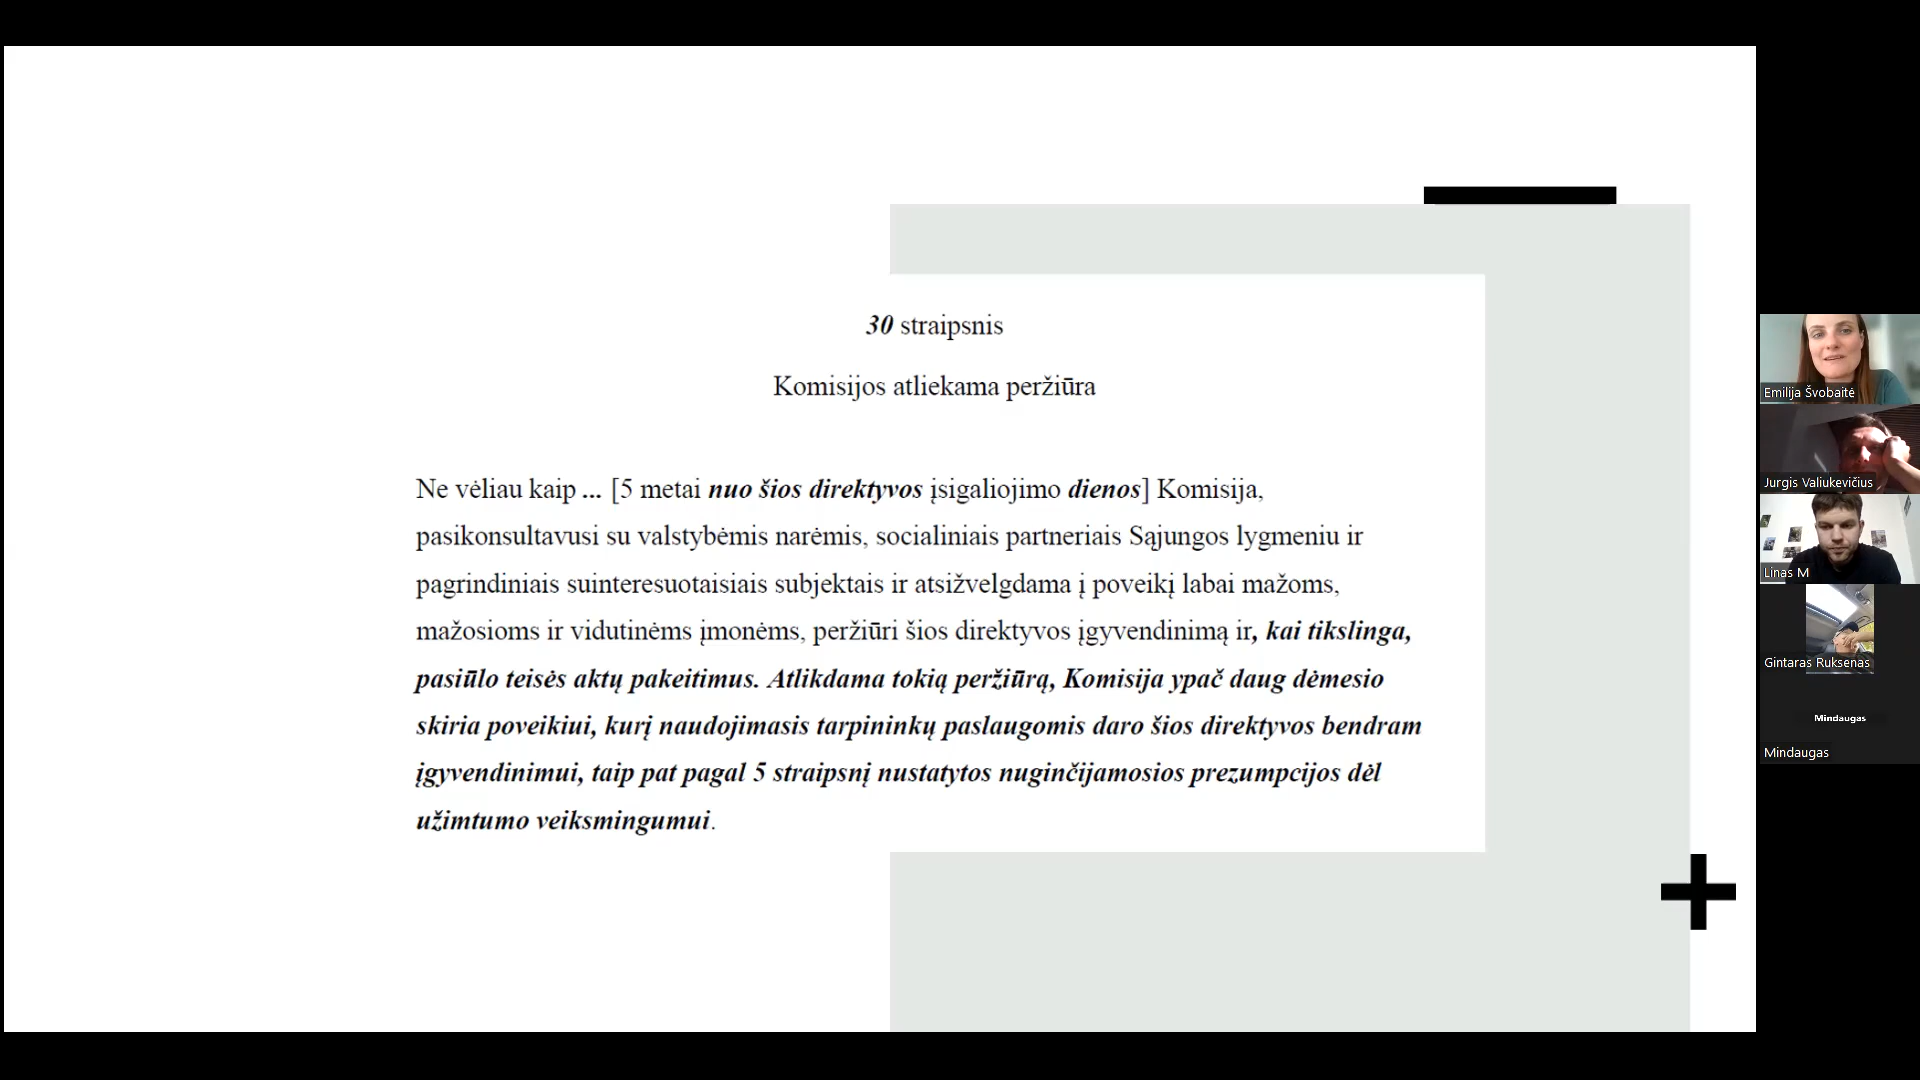 30 straipsnis
Komisijos atliekama peržiūra
Ne vėliau kaip ... [5 metai nuo šios direktyvos įsigaliojimo dienos] Komisija,
pasikonsultavusi su valstybėmis narėmis, socialiniais partneriais Sąjungos lygmeniu ir
pagrindiniais suinteresuotaisiais subjektais ir atsižvelgdama į poveikį labai mažoms,
mažosioms ir vidutinėms įmonėms, peržiūri šios direktyvos įgyvendinimą ir, kai tikslinga,
pasiūlo teisės aktų pakeitimus. Atlikdama tokią peržiūrą, Komisija ypač daug dėmesio
skiria poveikiui, kurį naudojimasis tarpininkų paslaugomis daro šios direktyvos bendram
įgyvendinimui, taip pat pagal 5 straipsnį nustatytos nuginčijamosios prezumpcijos dėl
užimtumo veiksmingumui.
Emilija Švobaitė
Jurgis Valiukevičius
Linas M
Gintaras Ruksenas
Mindaugas
Mindaugas